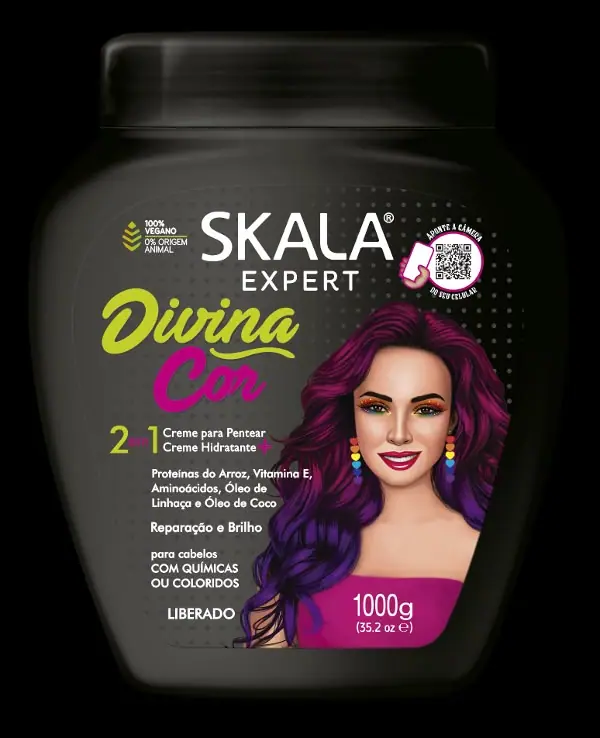 100%
VEGANO
0% ORIGEM
ANIMAL
SKALA®
EXPERT
APONTE A CÂMERA
DO SEU CELULAR
Divina
Cor
2 em 1 Creme para Pentear
Creme Hidratante +
Proteínas do Arroz, Vitamina E,
Aminoácidos, Óleo de
Linhaça e Óleo de Coco
Reparação e Brilho
para cabelos
COM QUÍMICAS
OU COLORIDOS
LIBERADO
1000g
(35.2 oz ℮)